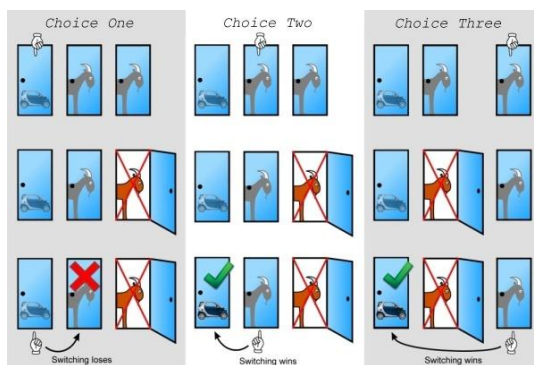 Choice One
Choice Two
Choice Three
Switching loses
Switching wins
Switching wins